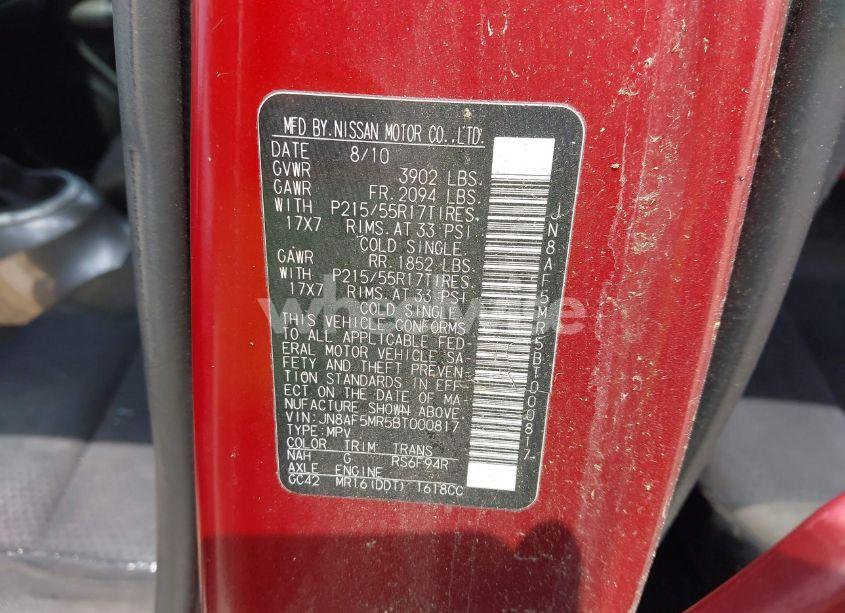 MFD BY.NISSAN MOTOR CO.,LTD.
DATE 8/10
GVWR 3902 LBS.
GAWR FR. 2094 LBS.
WITH P215/55R17TIRES.
17X7 RIMS. AT 33 PSI
COLD SINGLE.
GAWR RR. 1852 LBS.
WITH P215/55R17TIRES.
17X7 RIMS. AT 33 PSI
COLD SINGLE.
THIS VEHICLE CONFORMS
TO ALL APPLICABLE FED-
ERAL MOTOR VEHICLE SA-
FETY AND THEFT PREVEN-
TION STANDARDS IN EFF-
ECT ON THE DATE OF MA-
NUFACTURE SHOWN ABOVE.
VIN:JN8AF5MR5BT000817
TYPE:MPV
COLOR TRIM TRANS
NAH G RS6F94R
AXLE ENGINE
GC42 MR16(DDT) 1618CC
JN8AF5MR5BT000817